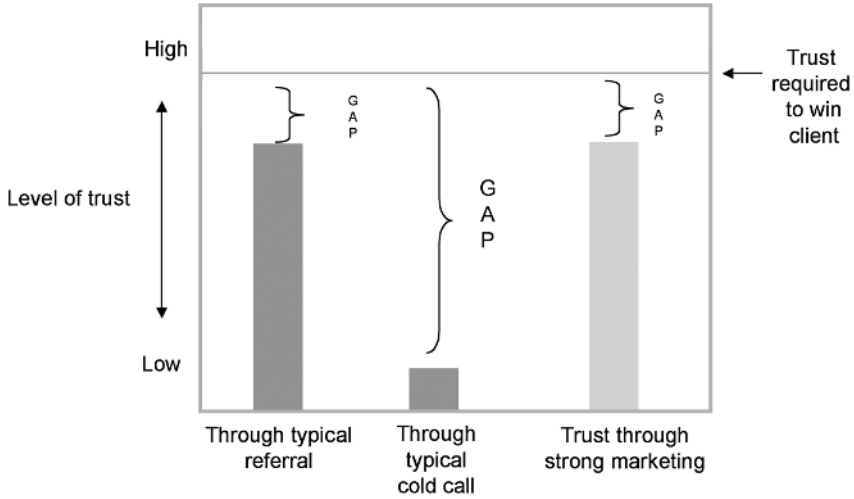 High
Level of trust
Low
G
A
P
G
A
P
G
A
P
Trust
required
to win
client
Through typical
referral
Through
typical
cold call
Trust through
strong marketing